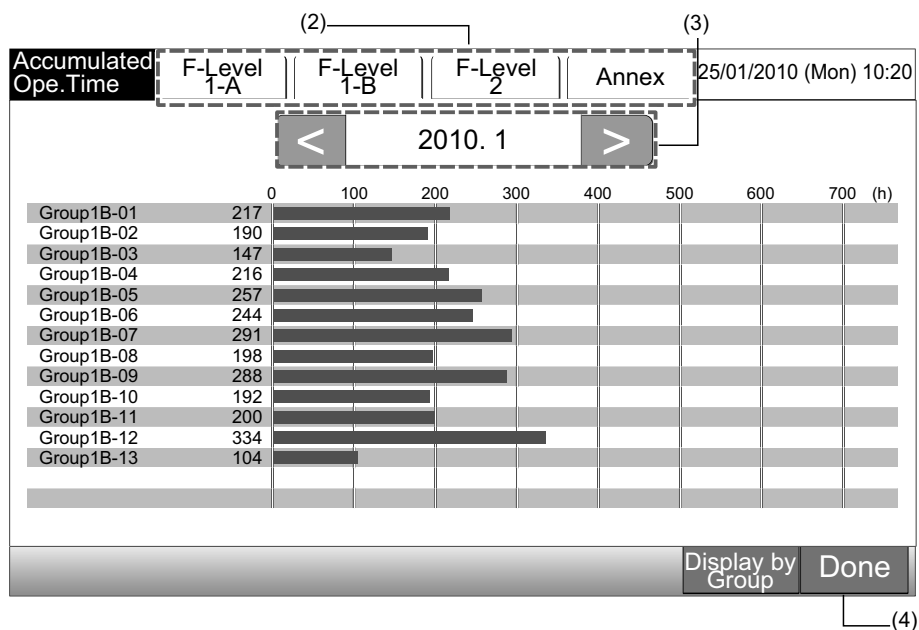 (2)
(3)
Accumulated
Ope.Time
F-Level
1-A
F-Level
1-B
F-Level
2
Annex
25/01/2010 (Mon) 10:20
<
2010. 1
>
0 100 200 300 400 500 600 700 (h)
Group1B-01 217
Group1B-02 190
Group1B-03 147
Group1B-04 216
Group1B-05 257
Group1B-06 244
Group1B-07 291
Group1B-08 198
Group1B-09 288
Group1B-10 192
Group1B-11 200
Group1B-12 334
Group1B-13 104
Display by
Group
Done
(4)